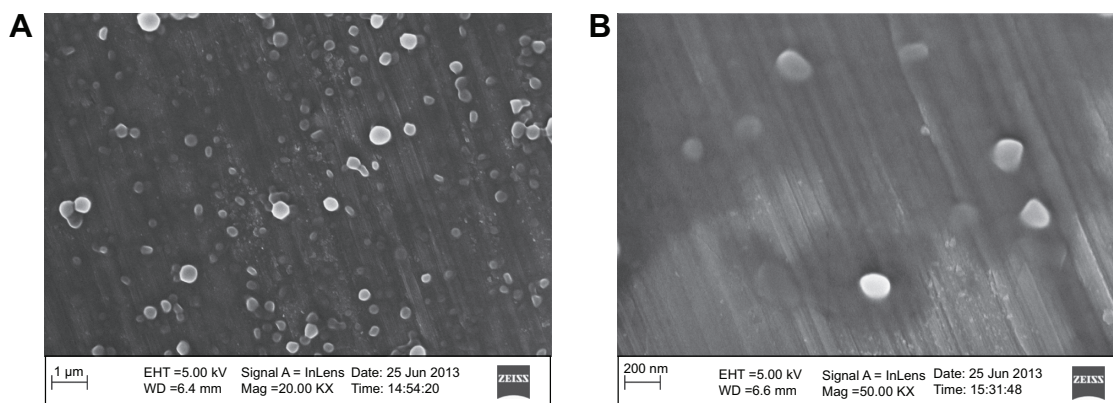 A
1 µm
EHT =5.00 kV Signal A = InLens Date: 25 Jun 2013
WD =6.4 mm Mag =20.00 KX Time: 14:54:20
ZEISS
B
200 nm
EHT =5.00 kV Signal A = InLens Date: 25 Jun 2013
WD =6.6 mm Mag =50.00 KX Time: 15:31:48
ZEISS